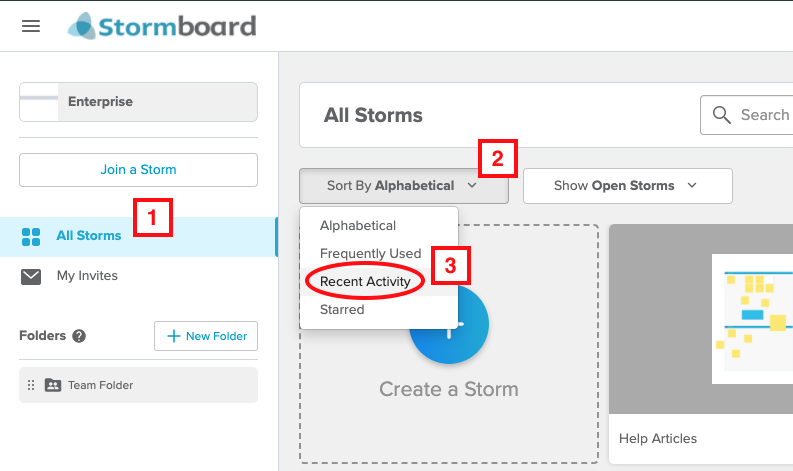 Stormboard
Enterprise
All Storms
Search
Join a Storm
2
Sort By Alphabetical
Show Open Storms
1
All Storms
Alphabetical
Frequently Used
3
My Invites
Recent Activity
Starred
Folders ?
+ New Folder
Team Folder
Create a Storm
Help Articles